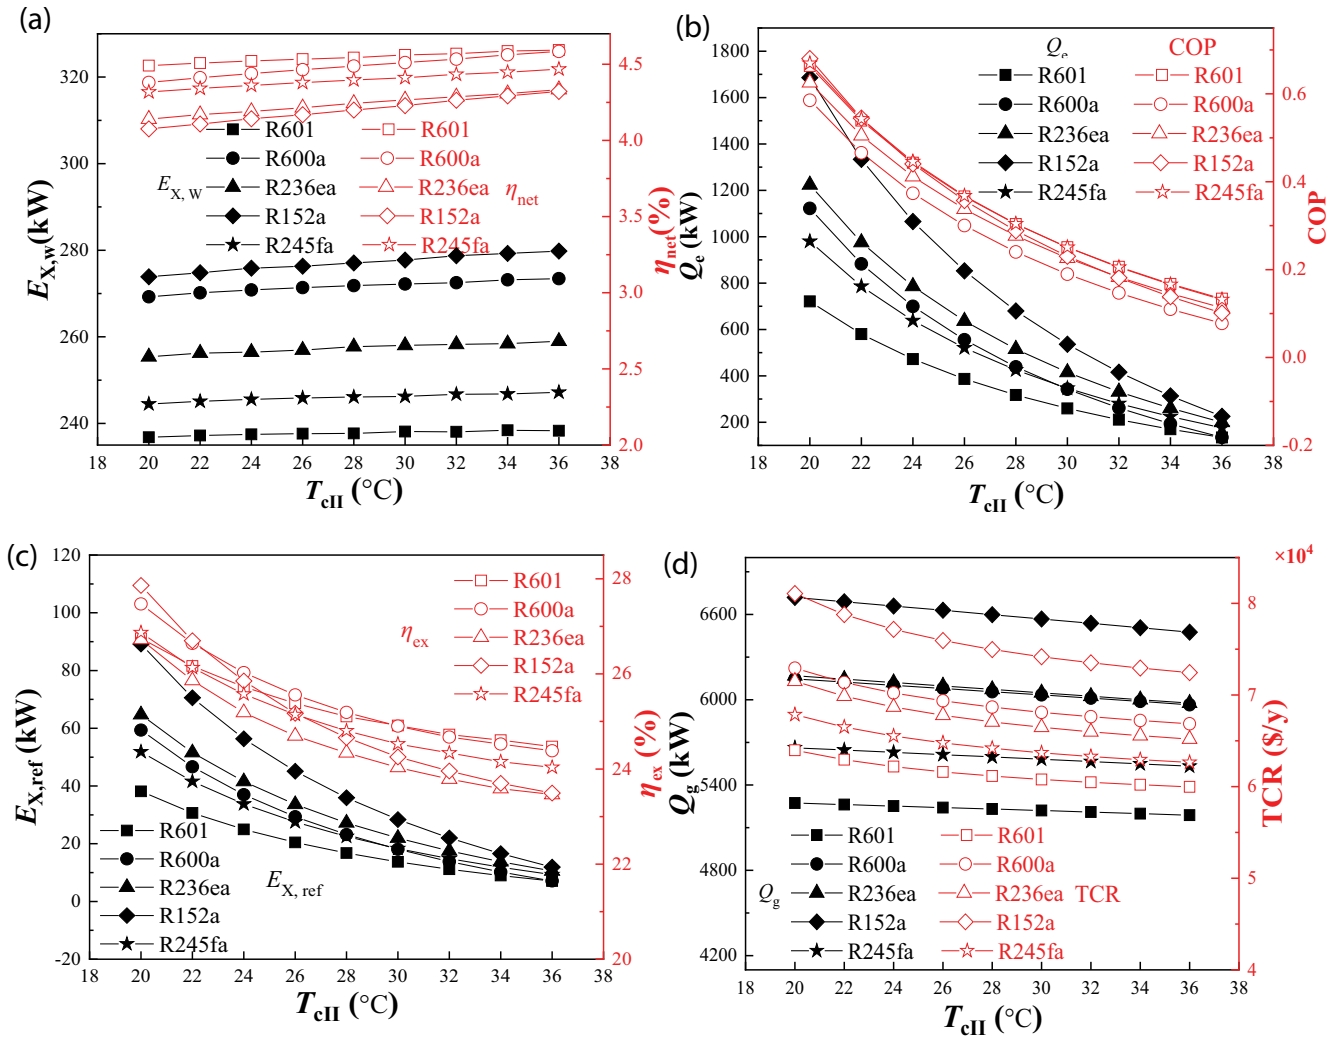 (a)
320
300
280
260
240
18 20 22 24 26 28 30 32 34 36 38
4.5
4.0
3.5
3.0
2.5
2.0
E_X,w (kW)
η_net (%)
T_cII (°C)
E_X, W
η_net
R601 R601
R600a R600a
R236ea R236ea
R152a R152a
R245fa R245fa
(b)
1800
1600
1400
1200
1000
800
600
400
200
18 20 22 24 26 28 30 32 34 36 38
0.6
0.4
0.2
0.0
-0.2
Q_e (kW)
COP
T_cII (°C)
Q_e COP
R601 R601
R600a R600a
R236ea R236ea
R152a R152a
R245fa R245fa
(c)
120
100
80
60
40
20
0
-20
18 20 22 24 26 28 30 32 34 36 38
28
26
24
22
20
E_X,ref (kW)
η_ex (%)
T_cII (°C)
η_ex
R601
R600a
R236ea
R152a
R245fa
E_X, ref
R601
R600a
R236ea
R152a
R245fa
(d)
6600
6000
5400
4800
4200
18 20 22 24 26 28 30 32 34 36 38
×10^4
8
7
6
5
4
Q_g (kW)
TCR ($/y)
T_cII (°C)
Q_g
TCR
R601 R601
R600a R600a
R236ea R236ea
R152a R152a
R245fa R245fa